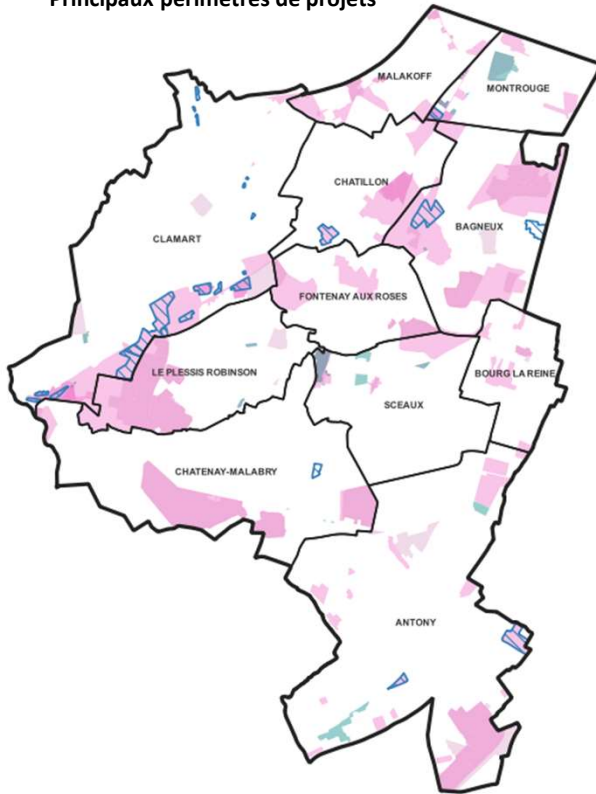 Principaux périmètres de projets
MALAKOFF
MONTROUGE
CHATILLON
BAGNEUX
CLAMART
FONTENAY AUX ROSES
LE PLESSIS ROBINSON
BOURG LA REINE
SCEAUX
CHATENAY-MALABRY
ANTONY